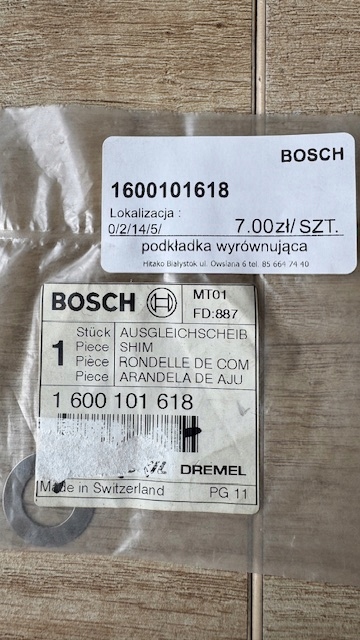 BOSCH
1600101618
Lokalizacja :
0/2/14/5/ 7.00zł/ SZT.
podkładka wyrównująca
Hitako Białystok ul. Owsiana 6 tel. 85 664 74 40
BOSCH MT01
FD:887
1 Stück AUSGLEICHSCHEIB
Piece SHIM
Pièce RONDELLE DE COM
Pieza ARANDELA DE AJU
1 600 101 618
DREMEL
Made in Switzerland PG 11